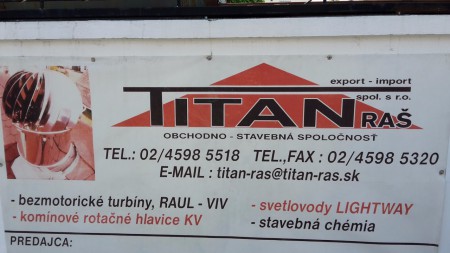 export - import
TITAN spol. s r.o.
RAŠ
OBCHODNO - STAVEBNÁ SPOLOČNOSŤ
TEL.: 02/4598 5518 TEL.,FAX : 02/4598 5320
E-MAIL : titan-ras@titan-ras.sk
- bezmotorické turbíny, RAUL - VIV
- svetlovody LIGHTWAY
- komínové rotačné hlavice KV
- stavebná chémia
PREDAJCA: